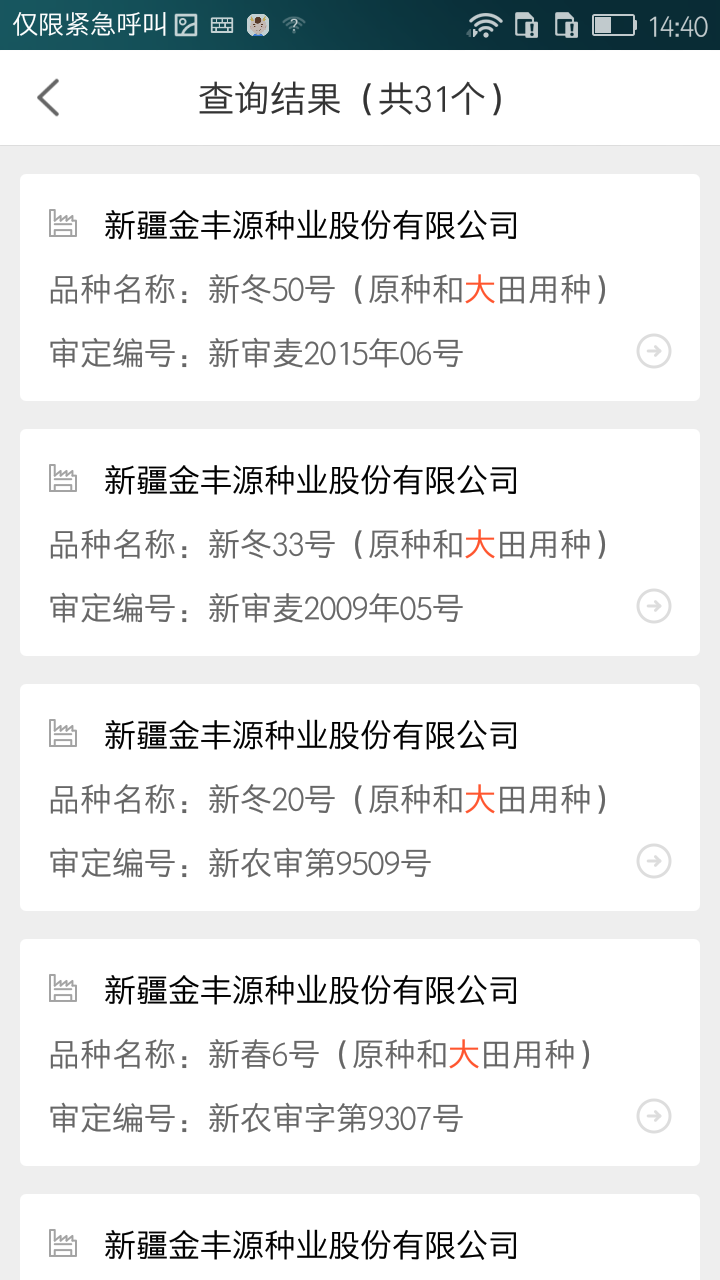 仅限紧急呼叫 14:40
查询结果（共31个）
新疆金丰源种业股份有限公司
品种名称：新冬50号（原种和大田用种）
审定编号：新审麦2015年06号
新疆金丰源种业股份有限公司
品种名称：新冬33号（原种和大田用种）
审定编号：新审麦2009年05号
新疆金丰源种业股份有限公司
品种名称：新冬20号（原种和大田用种）
审定编号：新农审第9509号
新疆金丰源种业股份有限公司
品种名称：新春6号（原种和大田用种）
审定编号：新农审字第9307号
新疆金丰源种业股份有限公司